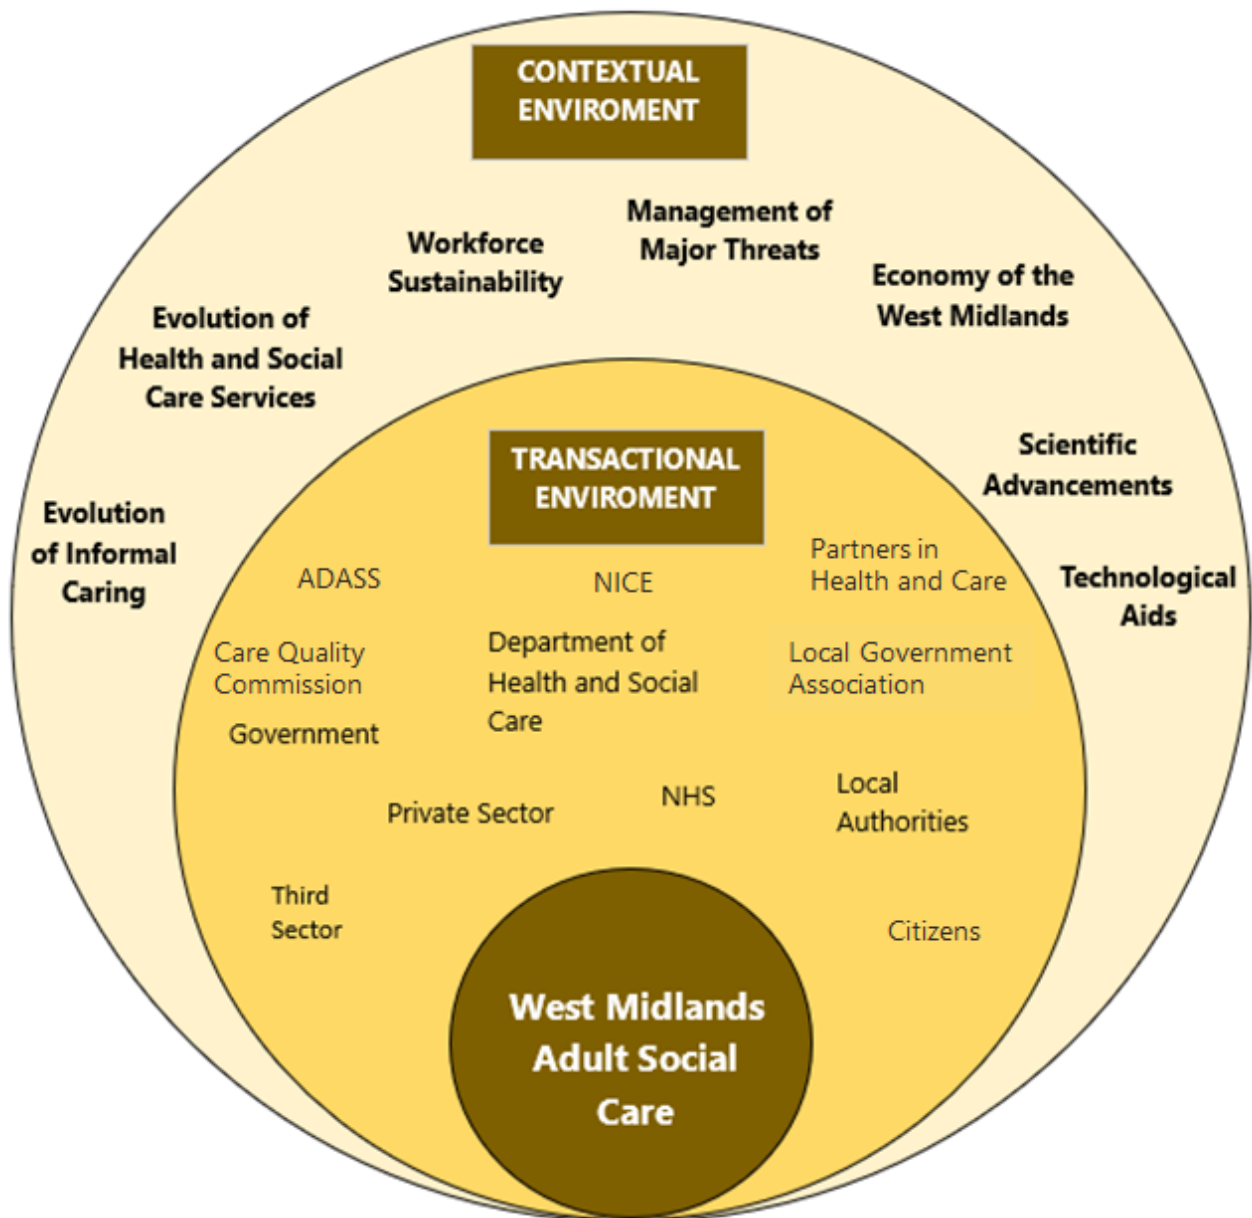 CONTEXTUAL
ENVIROMENT
Management of
Major Threats
Workforce
Sustainability
Economy of the
West Midlands
Evolution of
Health and Social
Care Services
Scientific
Advancements
Evolution
of Informal
Caring
Technological
Aids
TRANSACTIONAL
ENVIROMENT
ADASS
NICE
Partners in
Health and Care
Care Quality
Commission
Department of
Health and Social
Care
Local Government
Association
Government
Private Sector
NHS
Local
Authorities
Third
Sector
Citizens
West Midlands
Adult Social
Care